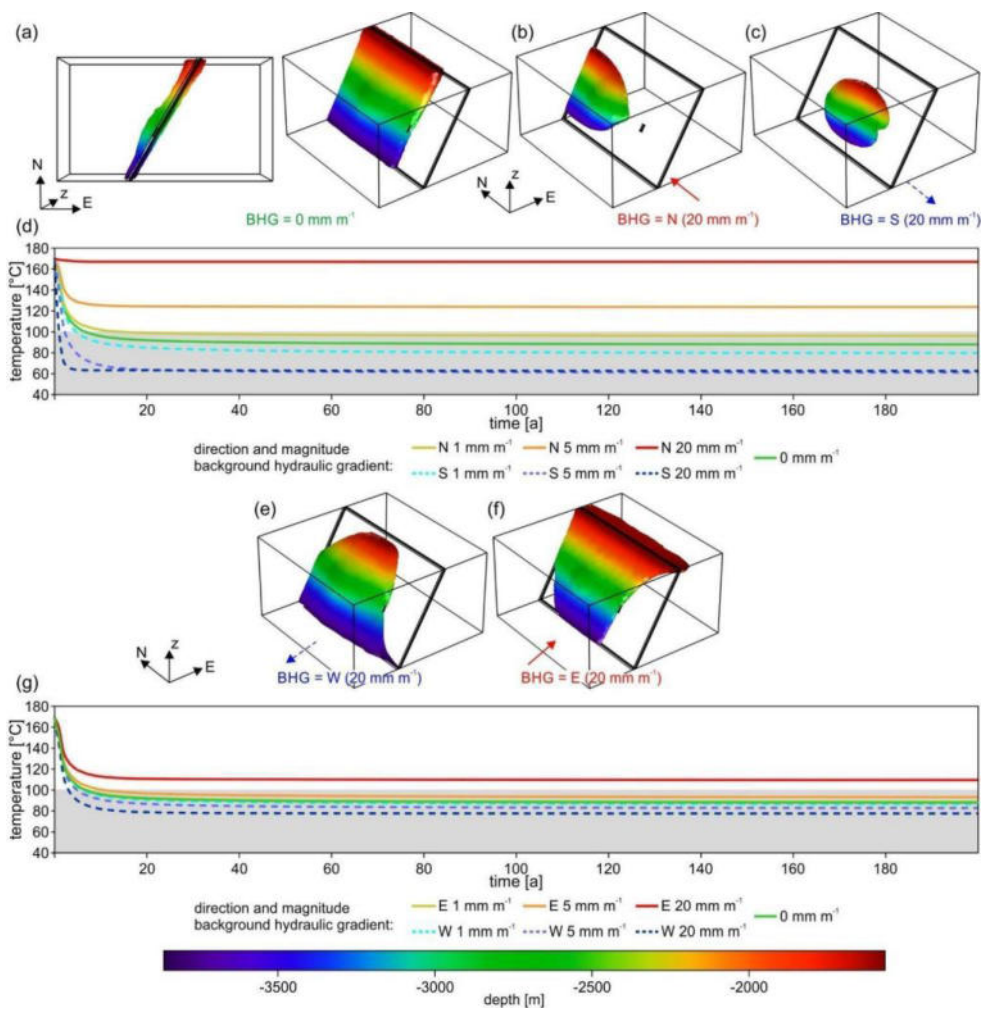 (a)
(b)
(c)
N
z
E
N
z
E
BHG = 0 mm m⁻¹
BHG = N (20 mm m⁻¹)
BHG = S (20 mm m⁻¹)
(d)
temperature [°C]
180
160
140
120
100
80
60
40
20 40 60 80 100 120 140 160 180
time [a]
direction and magnitude
background hydraulic gradient:
N 1 mm m⁻¹ N 5 mm m⁻¹ N 20 mm m⁻¹ 0 mm m⁻¹
S 1 mm m⁻¹ S 5 mm m⁻¹ S 20 mm m⁻¹
(e)
(f)
N
z
E
BHG = W (20 mm m⁻¹)
BHG = E (20 mm m⁻¹)
(g)
temperature [°C]
180
160
140
120
100
80
60
40
20 40 60 80 100 120 140 160 180
time [a]
direction and magnitude
background hydraulic gradient:
E 1 mm m⁻¹ E 5 mm m⁻¹ E 20 mm m⁻¹ 0 mm m⁻¹
W 1 mm m⁻¹ W 5 mm m⁻¹ W 20 mm m⁻¹
-3500 -3000 -2500 -2000
depth [m]